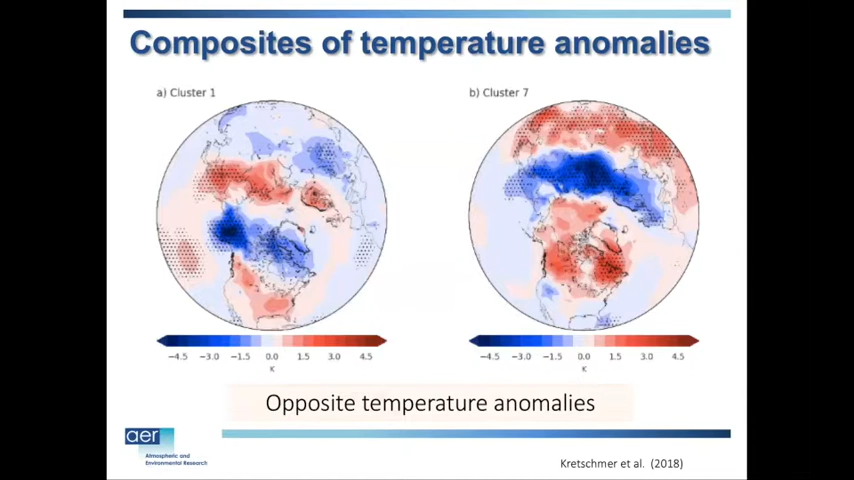 Composites of temperature anomalies
a) Cluster 1
b) Cluster 7
−4.5 −3.0 −1.5 0.0 1.5 3.0 4.5
K
−4.5 −3.0 −1.5 0.0 1.5 3.0 4.5
K
Opposite temperature anomalies
aer
Atmospheric and
Environmental Research
Kretschmer et al. (2018)